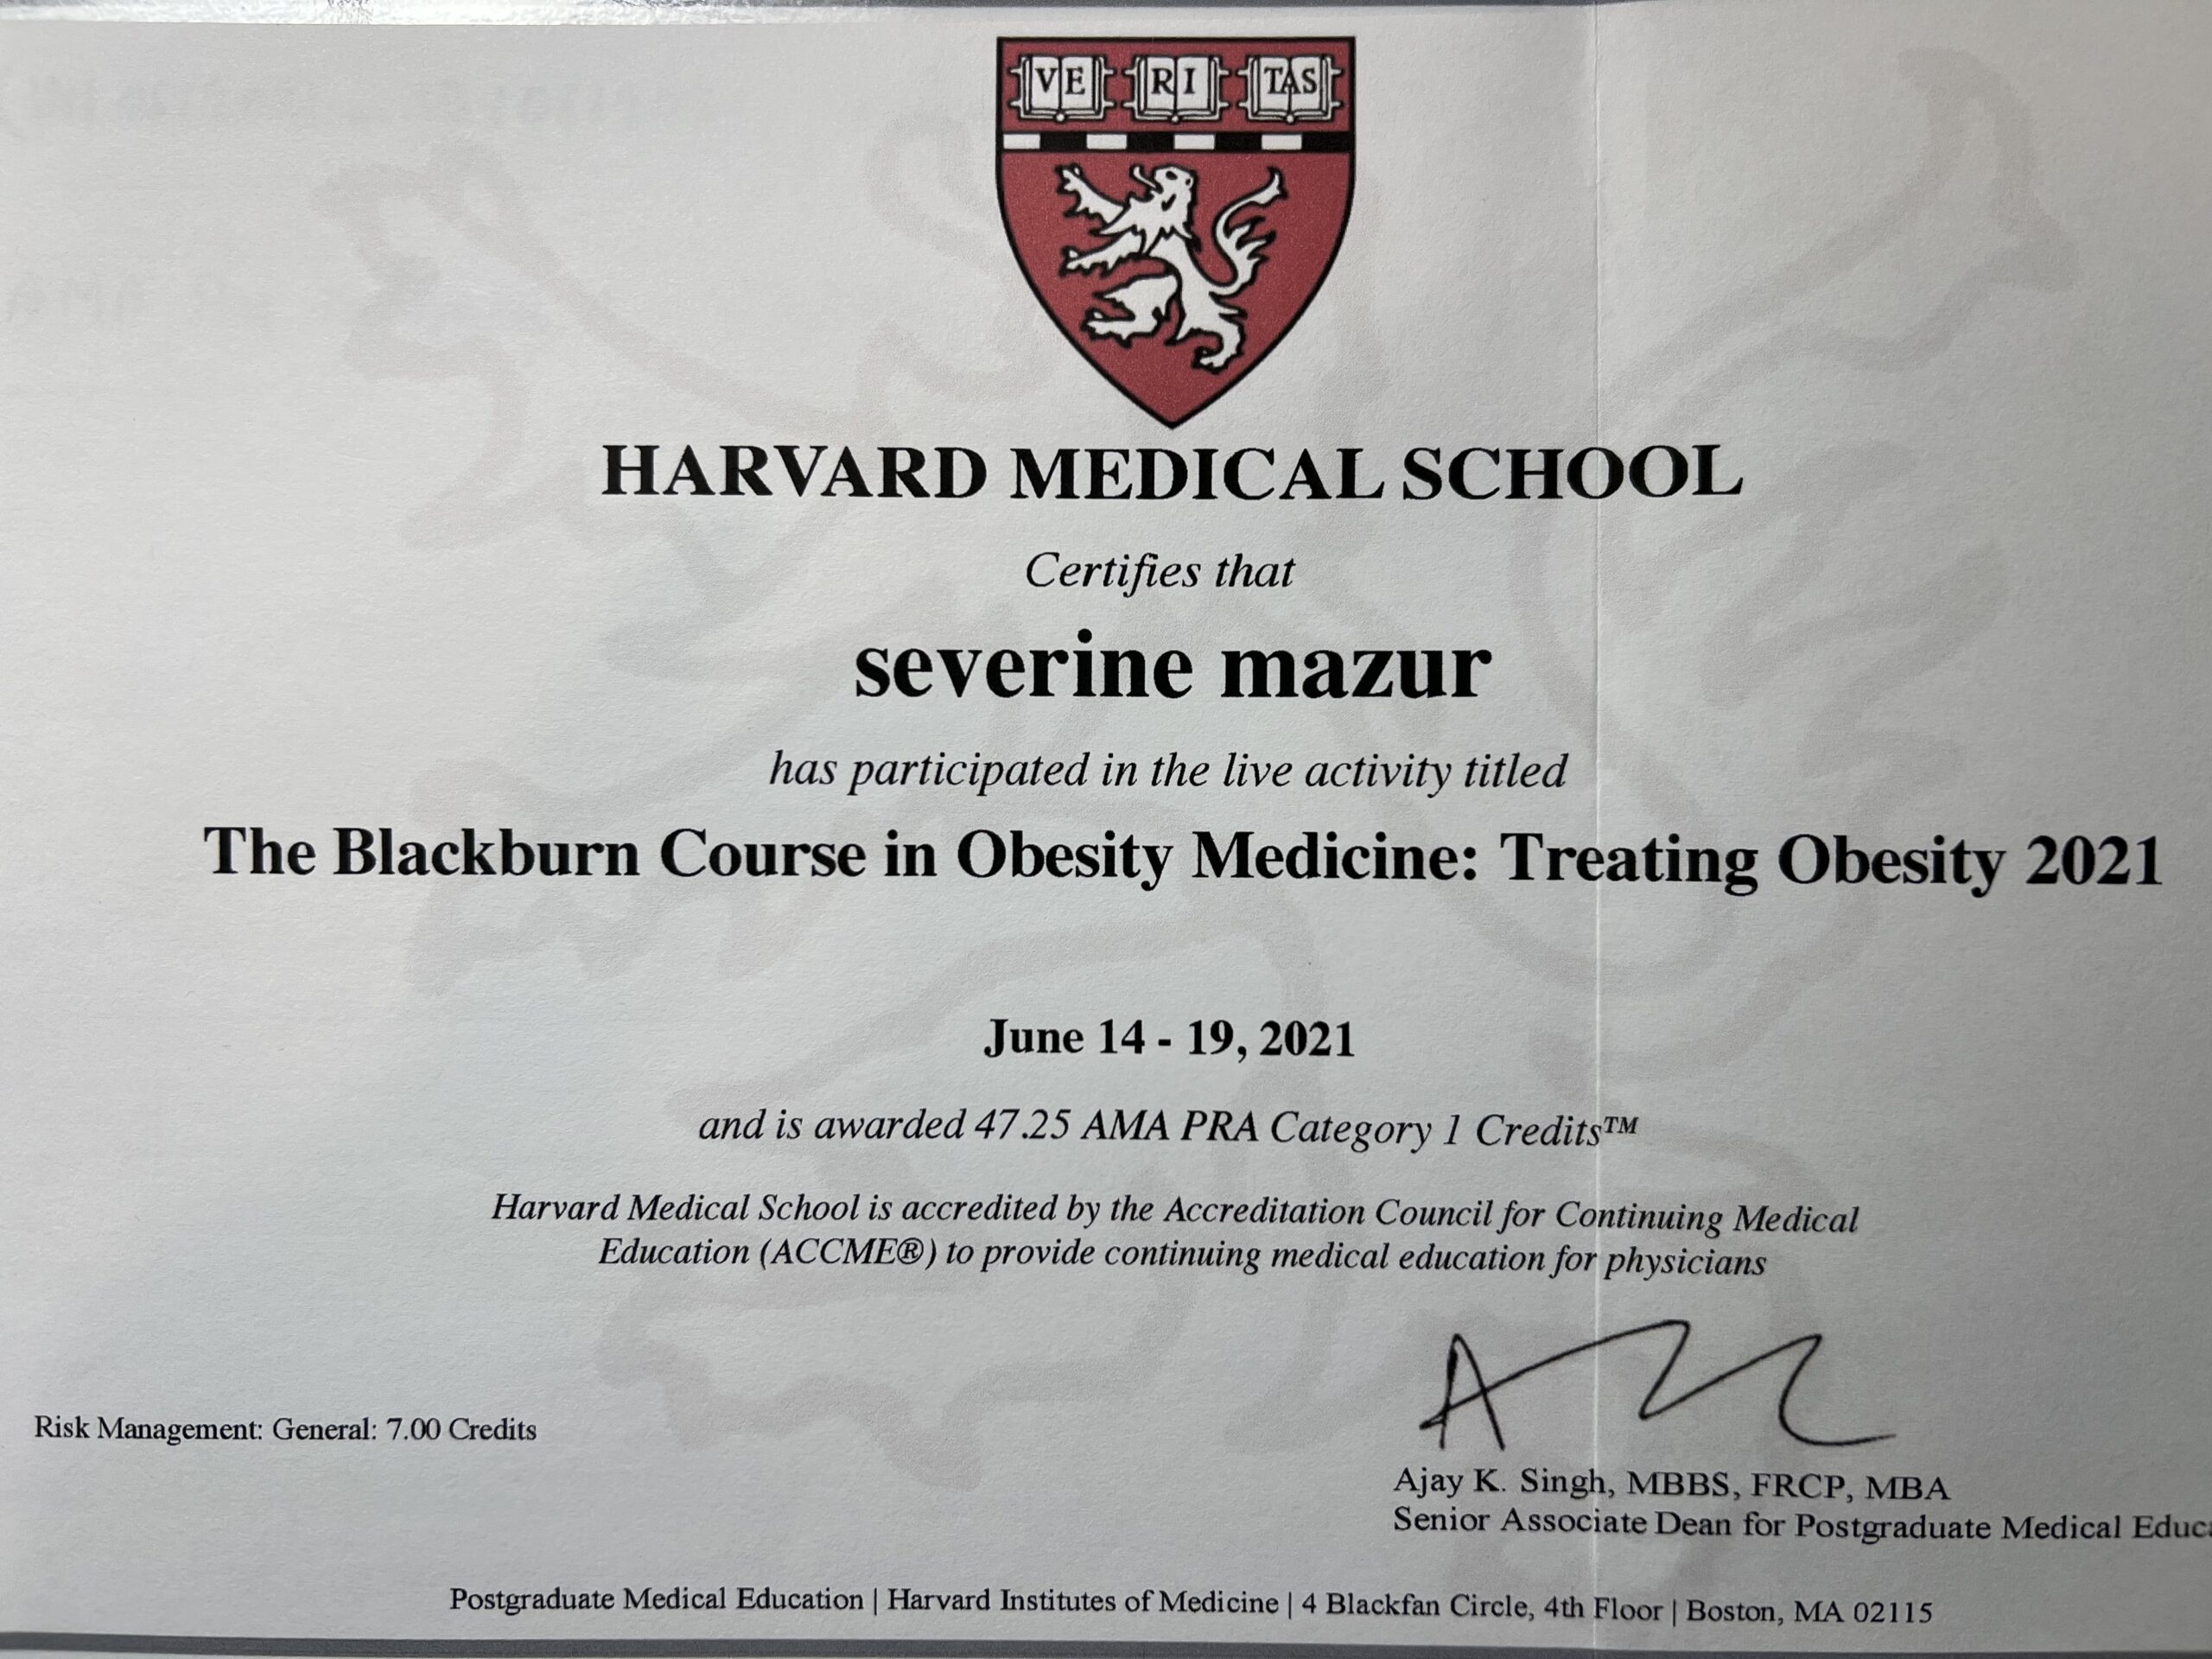 VE RI TAS
HARVARD MEDICAL SCHOOL
Certifies that
severine mazur
has participated in the live activity titled
The Blackburn Course in Obesity Medicine: Treating Obesity 2021
June 14 - 19, 2021
and is awarded 47.25 AMA PRA Category 1 Credits™
Harvard Medical School is accredited by the Accreditation Council for Continuing Medical
Education (ACCME®) to provide continuing medical education for physicians
Risk Management: General: 7.00 Credits
Ajay K. Singh, MBBS, FRCP, MBA
Senior Associate Dean for Postgraduate Medical Educ
Postgraduate Medical Education | Harvard Institutes of Medicine | 4 Blackfan Circle, 4th Floor | Boston, MA 02115